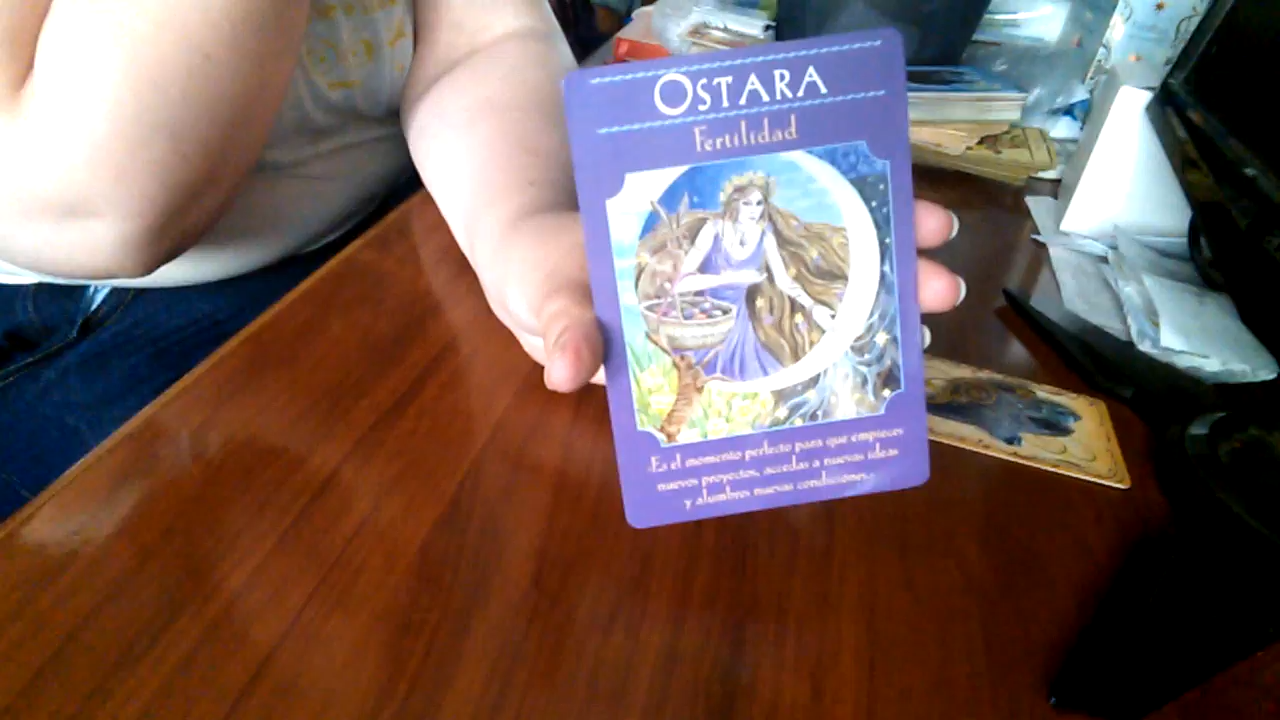 OSTARA
Fertilidad
«Es el momento perfecto para que empieces
nuevos proyectos, accedas a nuevas ideas
y alumbres nuevas condiciones.»